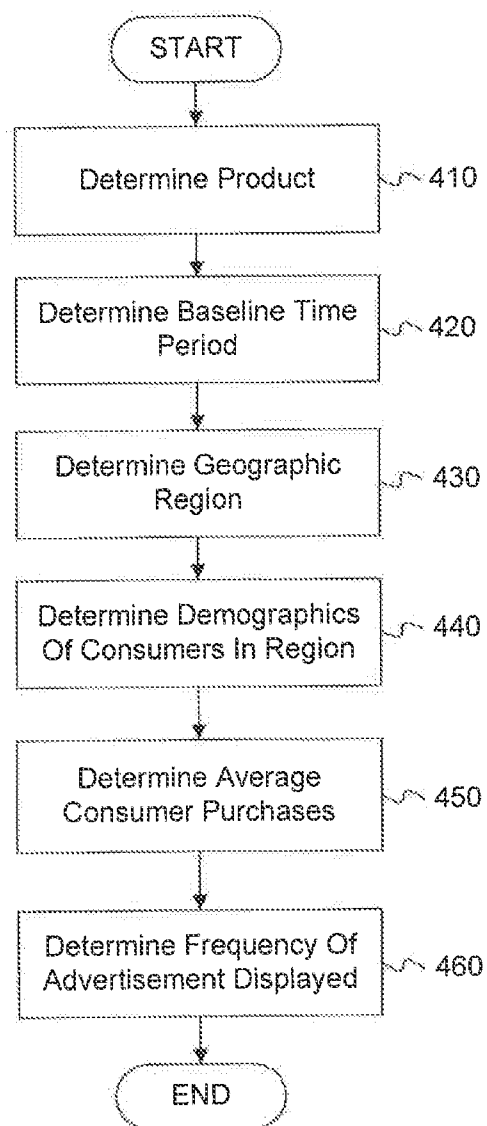 START
Determine Product
410
Determine Baseline Time
Period
420
Determine Geographic
Region
430
Determine Demographics
Of Consumers In Region
440
Determine Average
Consumer Purchases
450
Determine Frequency Of
Advertisement Displayed
460
END